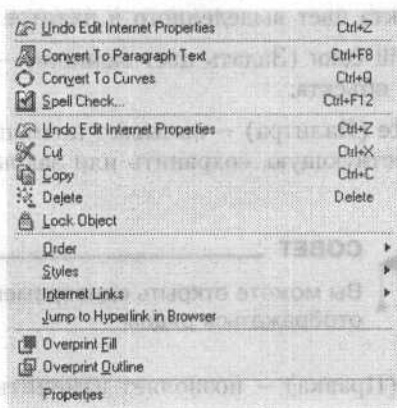 Undo Edit Internet Properties Ctrl+Z
Convert To Paragraph Text Ctrl+F8
Convert To Curves Ctrl+Q
Spell Check... Ctrl+F12
Undo Edit Internet Properties Ctrl+Z
Cut Ctrl+X
Copy Ctrl+C
Delete Delete
Lock Object
Order
Styles
Internet Links
Jump to Hyperlink in Browser
Overprint Fill
Overprint Outline
Properties